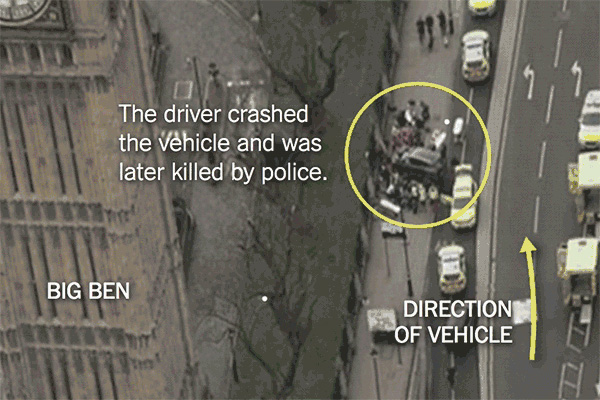 The driver crashed
the vehicle and was
later killed by police.
BIG BEN
DIRECTION
OF VEHICLE